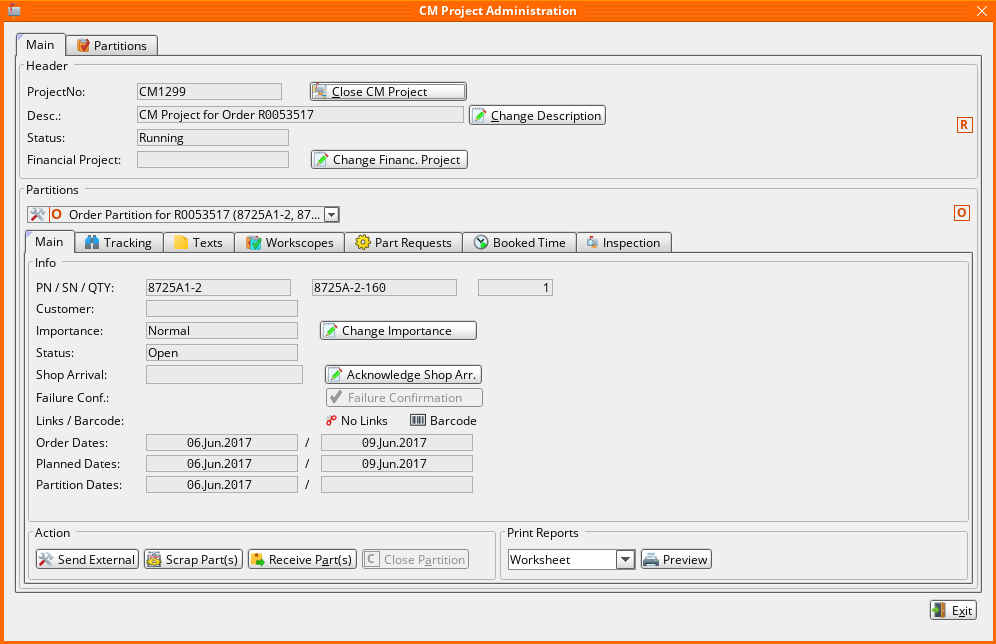 CM Project Administration
Main Partitions
Header
ProjectNo: CM1299 Close CM Project
Desc.: CM Project for Order R0053517 Change Description
R
Status: Running
Financial Project: Change Financ. Project
Partitions
O Order Partition for R0053517 (8725A1-2, 87... O
Main Tracking Texts Workscopes Part Requests Booked Time Inspection
Info
PN / SN / QTY: 8725A1-2 8725A-2-160 1
Customer:
Importance: Normal Change Importance
Status: Open
Shop Arrival: Acknowledge Shop Arr.
Failure Conf.: Failure Confirmation
Links / Barcode: No Links Barcode
Order Dates: 06.Jun.2017 / 09.Jun.2017
Planned Dates: 06.Jun.2017 / 09.Jun.2017
Partition Dates: 06.Jun.2017 /
Action Print Reports
Send External Scrap Part(s) Receive Part(s) C Close Partition Worksheet Preview
Exit